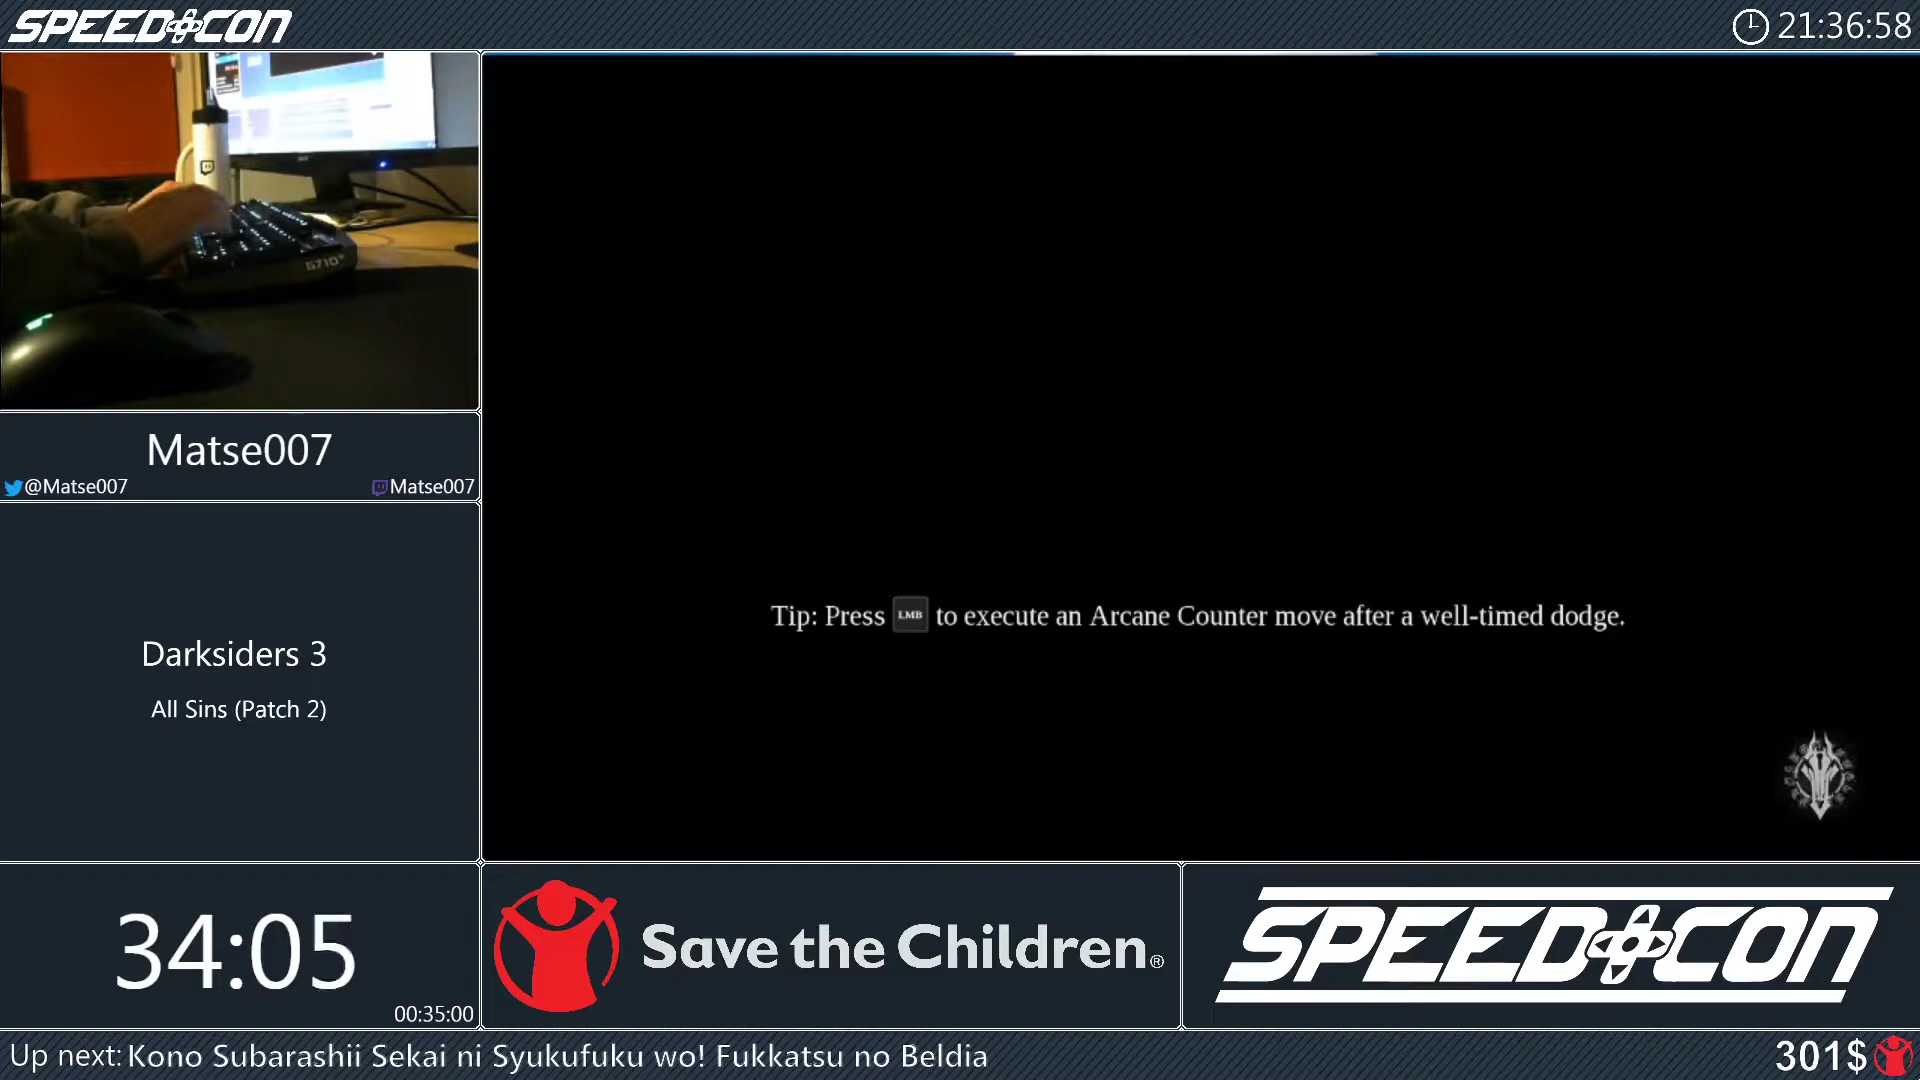 SPEEDCON
21:36:58
G710+
Matse007
@Matse007
Matse007
Darksiders 3
All Sins (Patch 2)
Tip: Press LMB to execute an Arcane Counter move after a well-timed dodge.
34:05
00:35:00
Save the Children®
SPEEDCON
Up next: Kono Subarashii Sekai ni Syukufuku wo! Fukkatsu no Beldia
301$